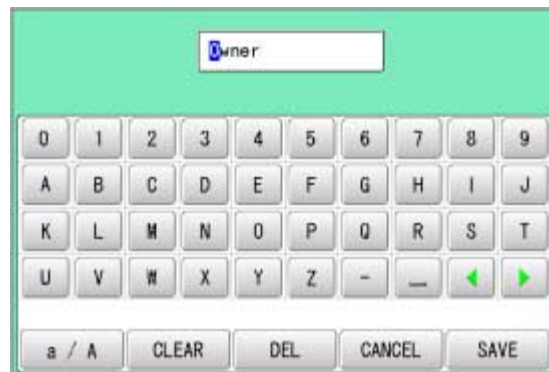 Owner
0 1 2 3 4 5 6 7 8 9
A B C D E F G H I J
K L M N O P Q R S T
U V W X Y Z - _
a / A CLEAR DEL CANCEL SAVE